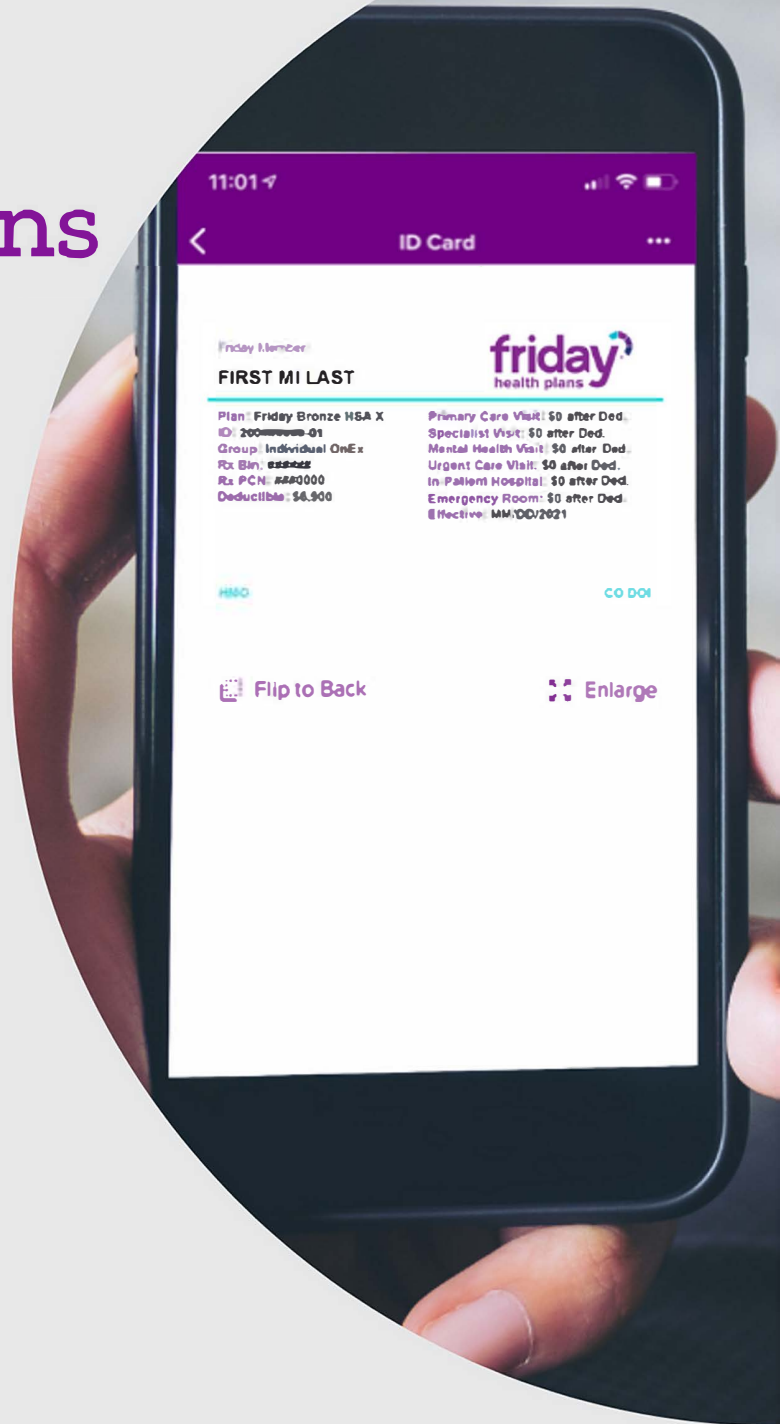 ns
11:01
ID Card
Friday Member
friday
health plans
FIRST MI LAST
Plan: Friday Bronze HSA X
ID: 200 -01
Group: Individual OnEx
Rx Bin: ######
Rx PCN: ###0000
Deductible: $6,900
Primary Care Visit: $0 after Ded.
Specialist Visit: $0 after Ded.
Mental Health Visit: $0 after Ded.
Urgent Care Visit: $0 after Ded.
In-Patient Hospital: $0 after Ded.
Emergency Room: $0 after Ded.
Effective: MM/DD/2021
HMO
CO DOI
Flip to Back
Enlarge